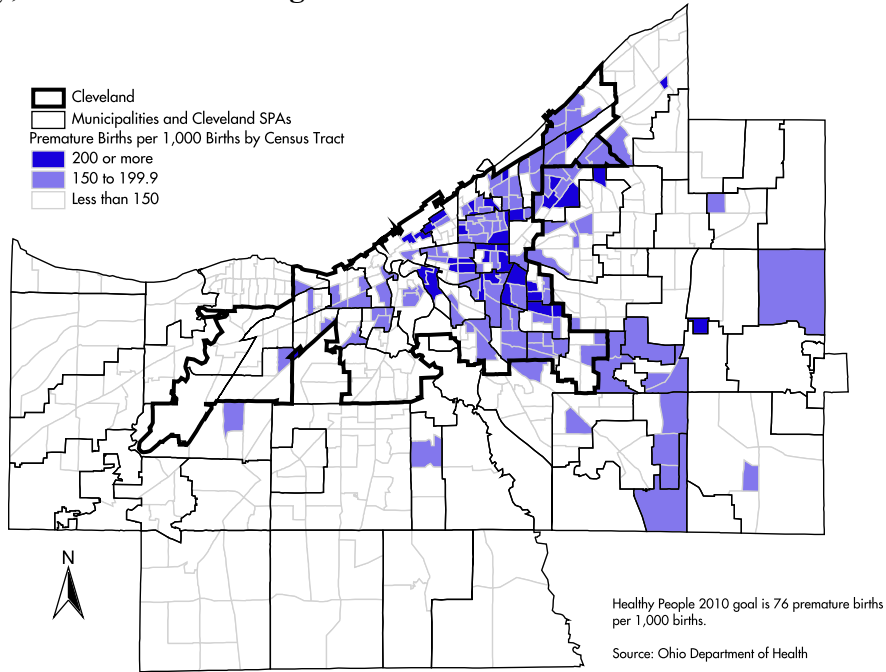 Cleveland
Municipalities and Cleveland SPAs
Premature Births per 1,000 Births by Census Tract
200 or more
150 to 199.9
Less than 150
N
Healthy People 2010 goal is 76 premature births
per 1,000 births.
Source: Ohio Department of Health